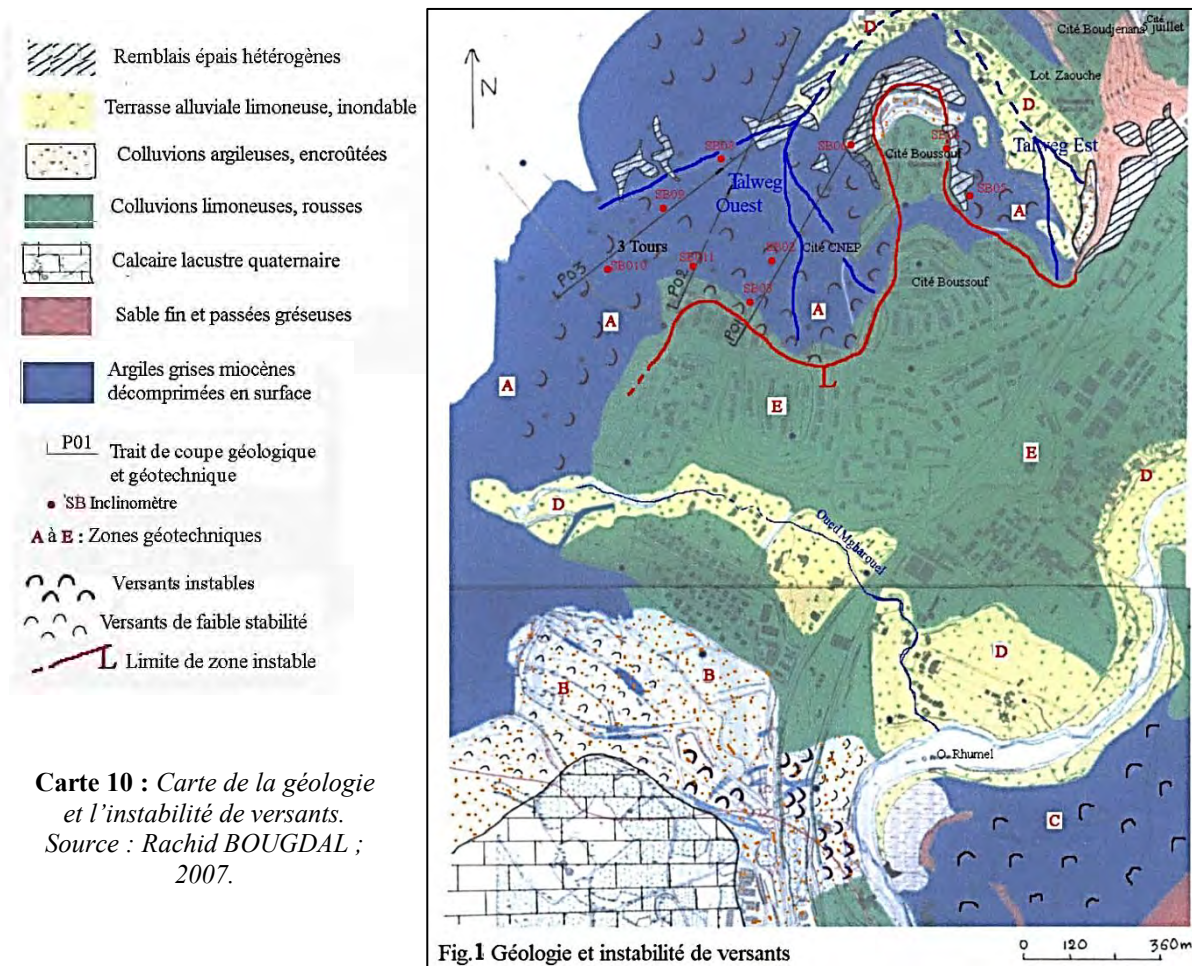 Remblais épais hétérogènes
Terrasse alluviale limoneuse, inondable
Colluvions argileuses, encroûtées
Colluvions limoneuses, rousses
Calcaire lacustre quaternaire
Sable fin et passées gréseuses
Argiles grises miocènes
décomprimées en surface
P01
Trait de coupe géologique
et géotechnique
SB Inclinomètre
A à E : Zones géotechniques
Versants instables
Versants de faible stabilité
L Limite de zone instable
Carte 10 : Carte de la géologie
et l'instabilité de versants.
Source : Rachid BOUGDAL ;
2007.
N
D
Cité Boudjenana
Cité
5 juillet
Lot. Zaouche
D
SB03
Cité Boussouf
Talweg Est
Talweg
Ouest
SB09
SB05
A
3 Tours
SB010
SB011
SB02
Cité CNEP
P03
P02
P01
Cité Boussouf
A
A
A
L
E
E
D
D
Oued Mgharouel
B
B
D
O. Rhumel
C
Fig.1 Géologie et instabilité de versants
0 120 360m